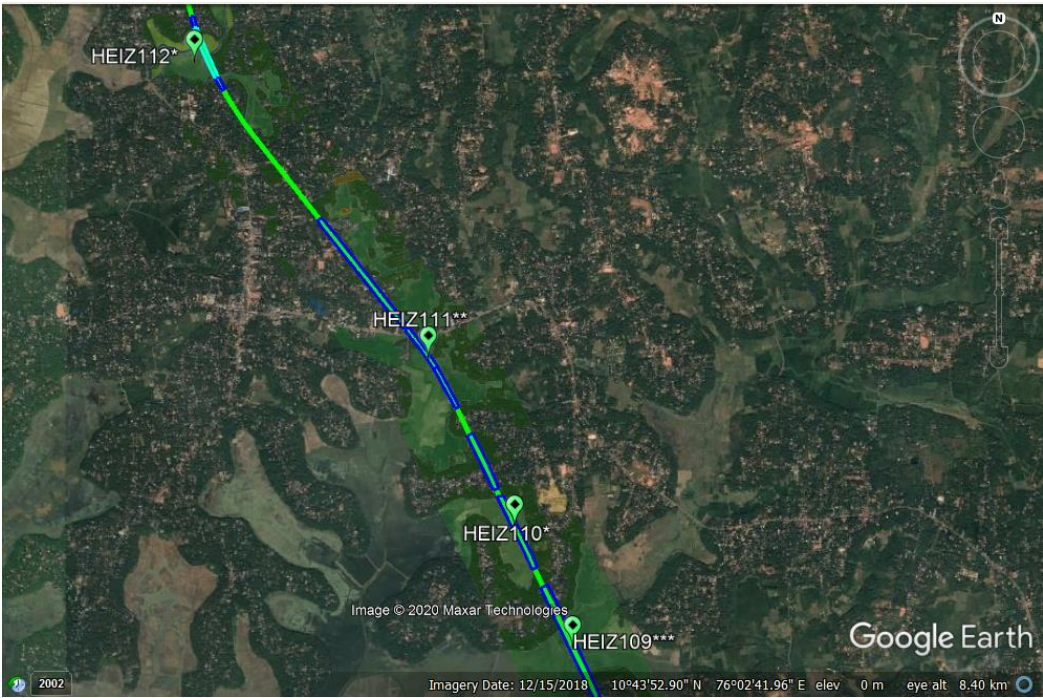 N
HEIZ112*
HEIZ111**
HEIZ110*
Image © 2020 Maxar Technologies
HEIZ109***
Google Earth
2002
Imagery Date: 12/15/2018 10°43'52.90" N 76°02'41.96" E elev 0 m eye alt 8.40 km